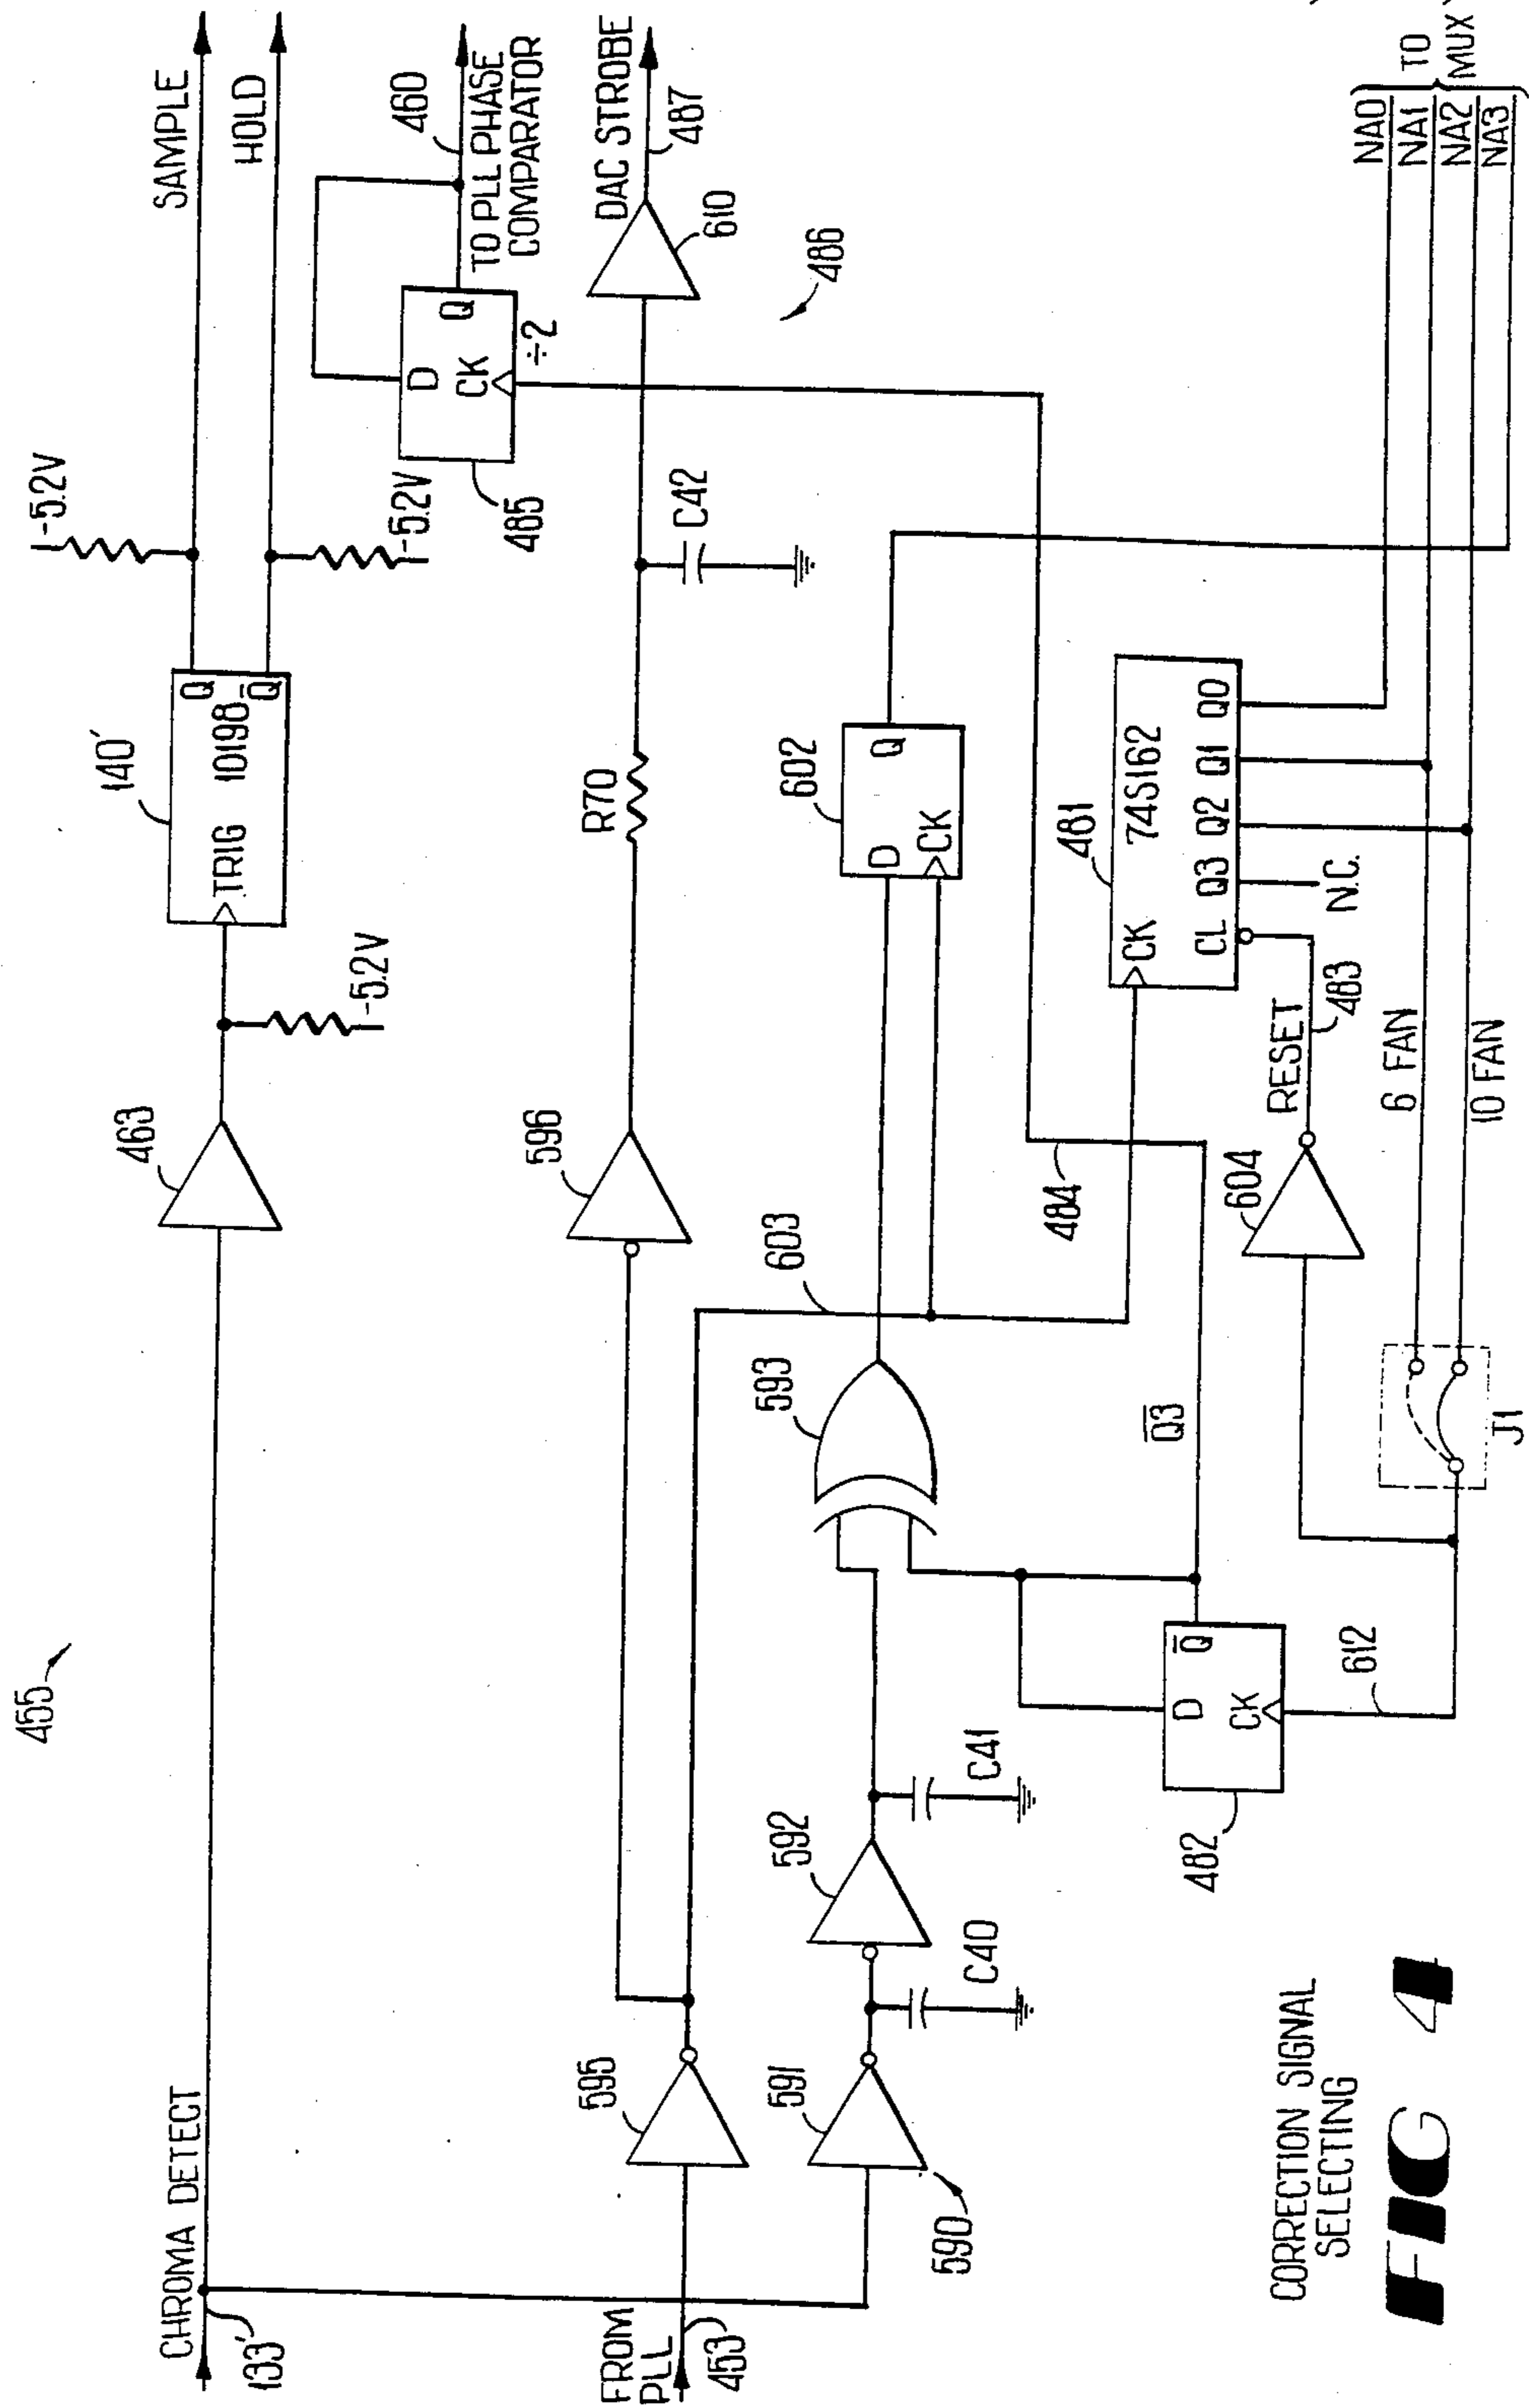 455
CHROMA DETECT
133'
463
-5.2V
140'
TRIG
10198
Q
Q̅
-5.2V
-5.2V
SAMPLE
HOLD
FROM
PLL
453
595
596
R70
C42
610
DAC STROBE
487
486
485
D
Q
CK
÷2
460
TO PLL PHASE
COMPARATOR
590
591
C40
592
C41
593
603
602
D
Q
CK
482
D
Q̅
CK
612
Q̅3
484
604
RESET
483
481
CK
74S162
CL
Q3
Q2
Q1
Q0
N.C.
J1
6 FAN
10 FAN
NA0
NA1
NA2
NA3
TO
MUX
CORRECTION SIGNAL
SELECTING
FIG 4